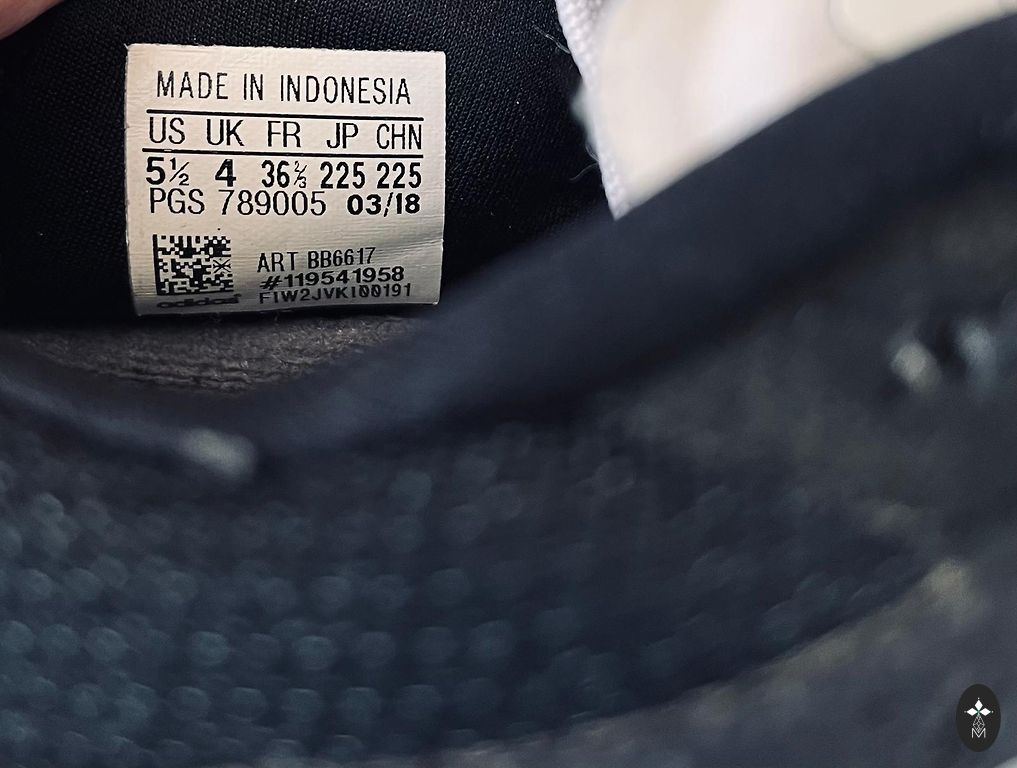 MADE IN INDONESIA
US UK FR JP CHN
5½ 4 36⅔ 225 225
PGS 789005 03/18
ART BB6617
#119541958
F1W2JVK100191
adidas
M